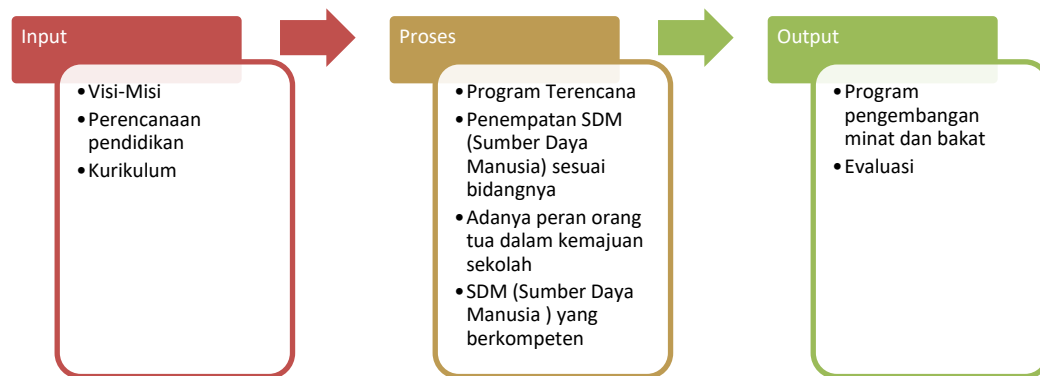 Input
•Visi-Misi
•Perencanaan
pendidikan
•Kurikulum
Proses
•Program Terencana
•Penempatan SDM
(Sumber Daya
Manusia) sesuai
bidangnya
•Adanya peran orang
tua dalam kemajuan
sekolah
•SDM (Sumber Daya
Manusia ) yang
berkompeten
Output
•Program
pengembangan
minat dan bakat
•Evaluasi